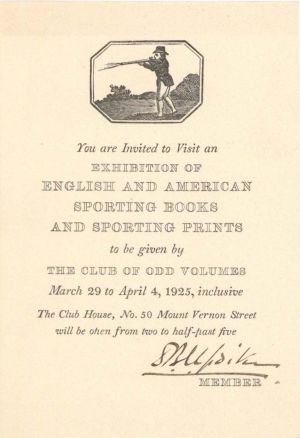 You are Invited to Visit an
EXHIBITION OF
ENGLISH AND AMERICAN
SPORTING BOOKS
AND SPORTING PRINTS
to be given by
THE CLUB OF ODD VOLUMES
March 29 to April 4, 1925, inclusive
The Club House, No. 50 Mount Vernon Street
will be open from two to half-past five
D B Updike
MEMBER